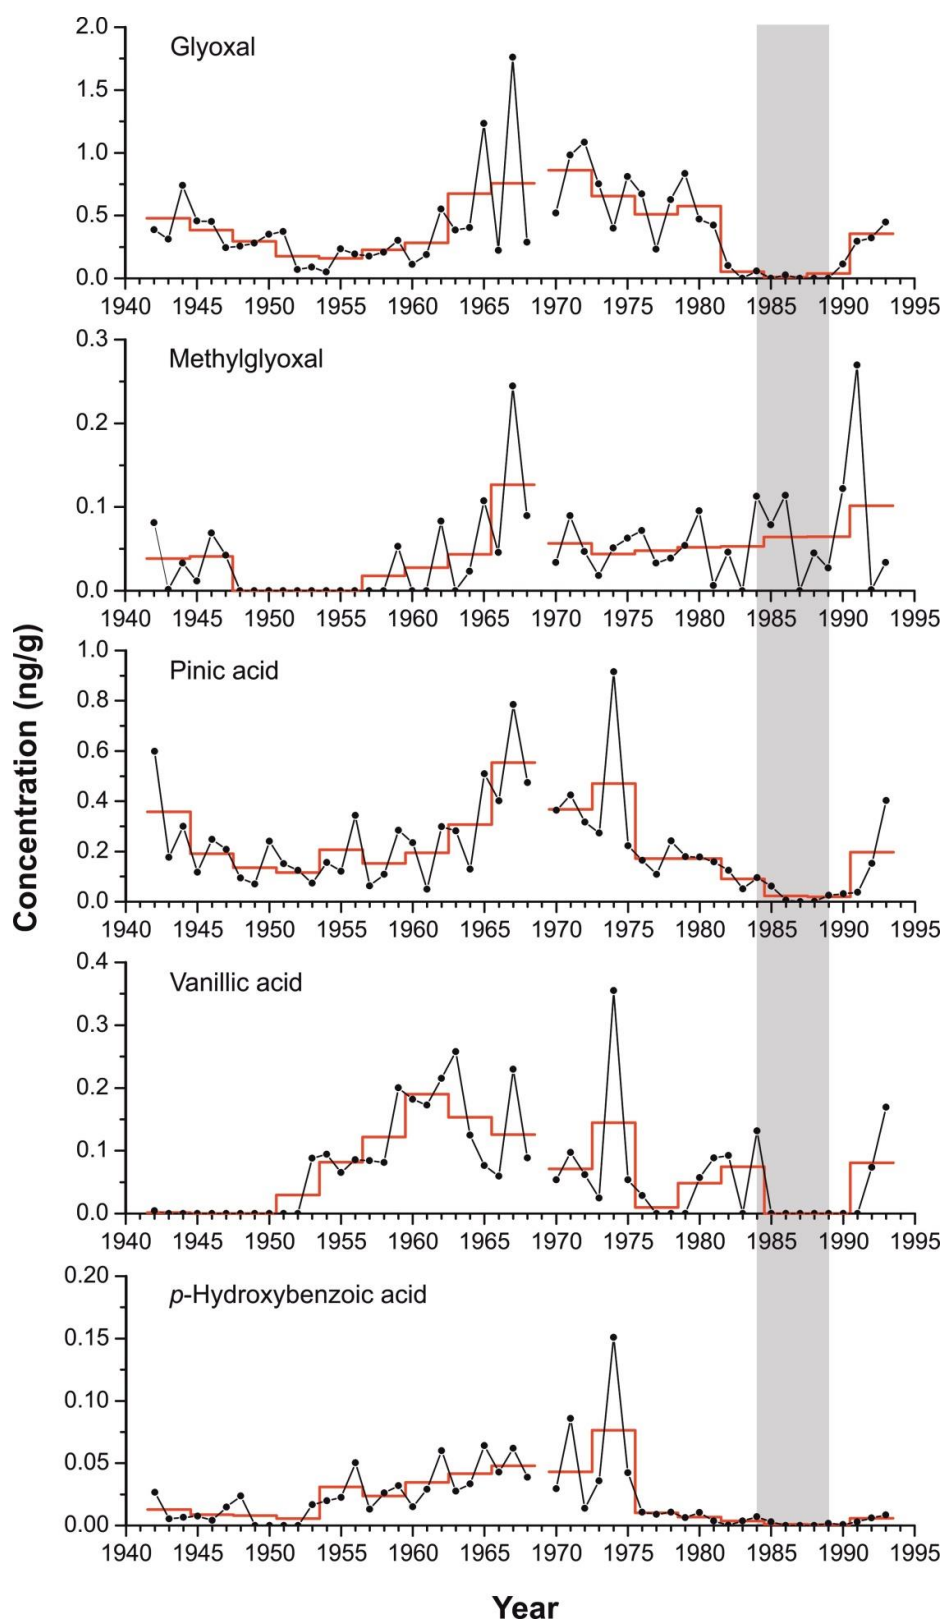 Concentration (ng/g)
Glyoxal
2.0
1.5
1.0
0.5
0.0
1940 1945 1950 1955 1960 1965 1970 1975 1980 1985 1990 1995
Methylglyoxal
0.3
0.2
0.1
0.0
1940 1945 1950 1955 1960 1965 1970 1975 1980 1985 1990 1995
Pinic acid
1.0
0.8
0.6
0.4
0.2
0.0
1940 1945 1950 1955 1960 1965 1970 1975 1980 1985 1990 1995
Vanillic acid
0.4
0.3
0.2
0.1
0.0
1940 1945 1950 1955 1960 1965 1970 1975 1980 1985 1990 1995
p-Hydroxybenzoic acid
0.20
0.15
0.10
0.05
0.00
1940 1945 1950 1955 1960 1965 1970 1975 1980 1985 1990 1995
Year